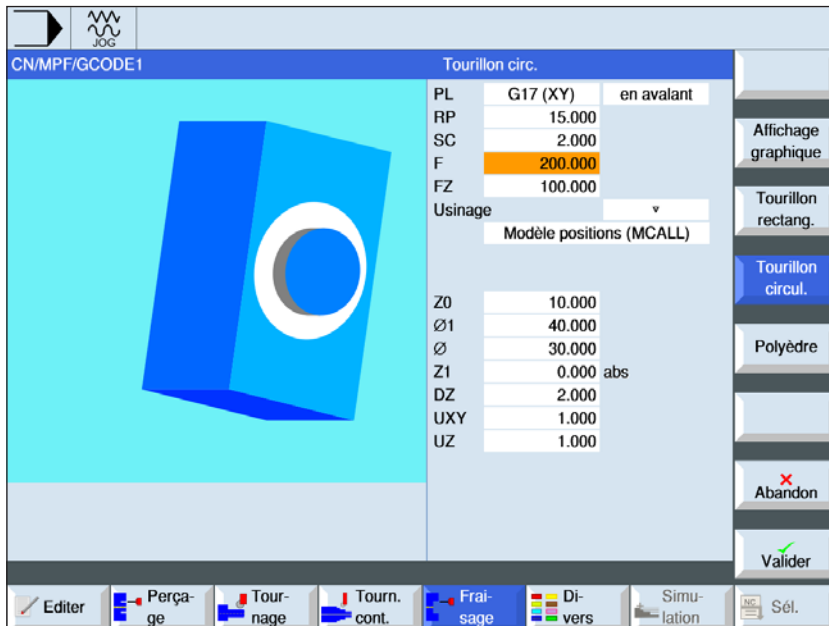 JOG
CN/MPF/GCODE1
Tourillon circ.
PL G17 (XY) en avalant
RP 15.000
SC 2.000
F 200.000
FZ 100.000
Usinage ▿
Modèle positions (MCALL)
Z0 10.000
Ø1 40.000
Ø 30.000
Z1 0.000 abs
DZ 2.000
UXY 1.000
UZ 1.000
Affichage
graphique
Tourillon
rectang.
Tourillon
circul.
Polyèdre
Abandon
Valider
Editer
Perça-
ge
Tour-
nage
Tourn.
cont.
Frai-
sage
Di-
vers
Simu-
lation
NC
Sél.